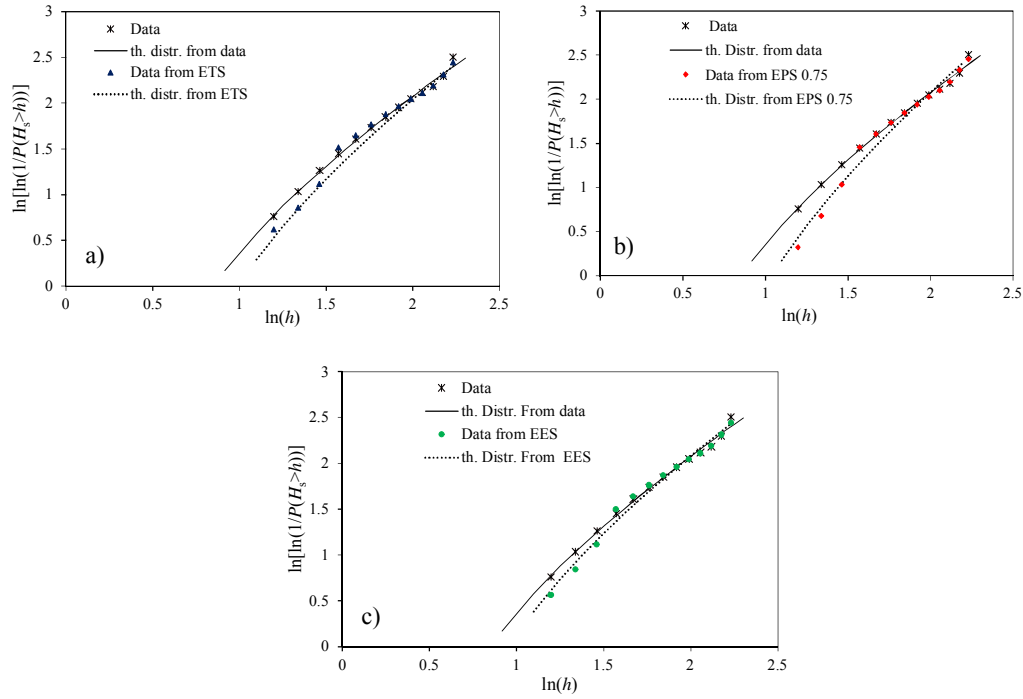 3
2.5
2
1.5
1
0.5
0
0
0.5
1
1.5
2
2.5
ln[ln(1/P(Hs>h))]
ln(h)
Data
th. distr. from data
Data from ETS
th. distr. from ETS
a)
3
2.5
2
1.5
1
0.5
0
0
0.5
1
1.5
2
2.5
ln[ln(1/P(Hs>h))]
ln(h)
Data
th. Distr. from data
Data from EPS 0.75
th. Distr. from EPS 0.75
b)
3
2.5
2
1.5
1
0.5
0
0
0.5
1
1.5
2
2.5
ln[ln(1/P(Hs>h))]
ln(h)
Data
th. Distr. From data
Data from EES
th. Distr. From EES
c)